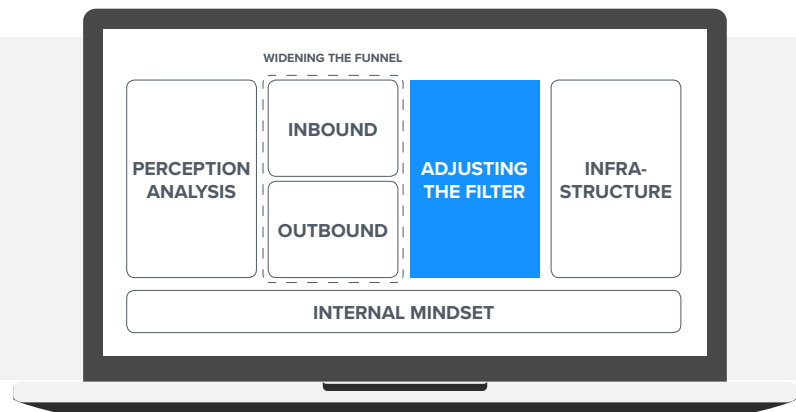 WIDENING THE FUNNEL
PERCEPTION
ANALYSIS
INBOUND
OUTBOUND
ADJUSTING
THE FILTER
INFRA-
STRUCTURE
INTERNAL MINDSET